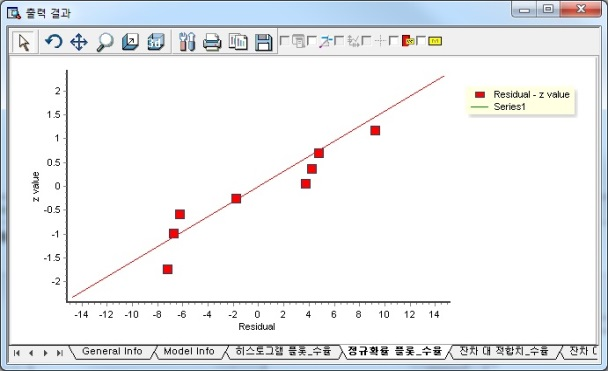 출력 결과
Residual - z value
Series1
2
1.5
1
0.5
0
-0.5
-1
-1.5
-2
z value
-14 -12 -10 -8 -6 -4 -2 0 2 4 6 8 10 12 14
Residual
General Info Model Info 히스토그램 플롯_수율 정규확률 플롯_수율 잔차 대 적합치_수율 잔차 대